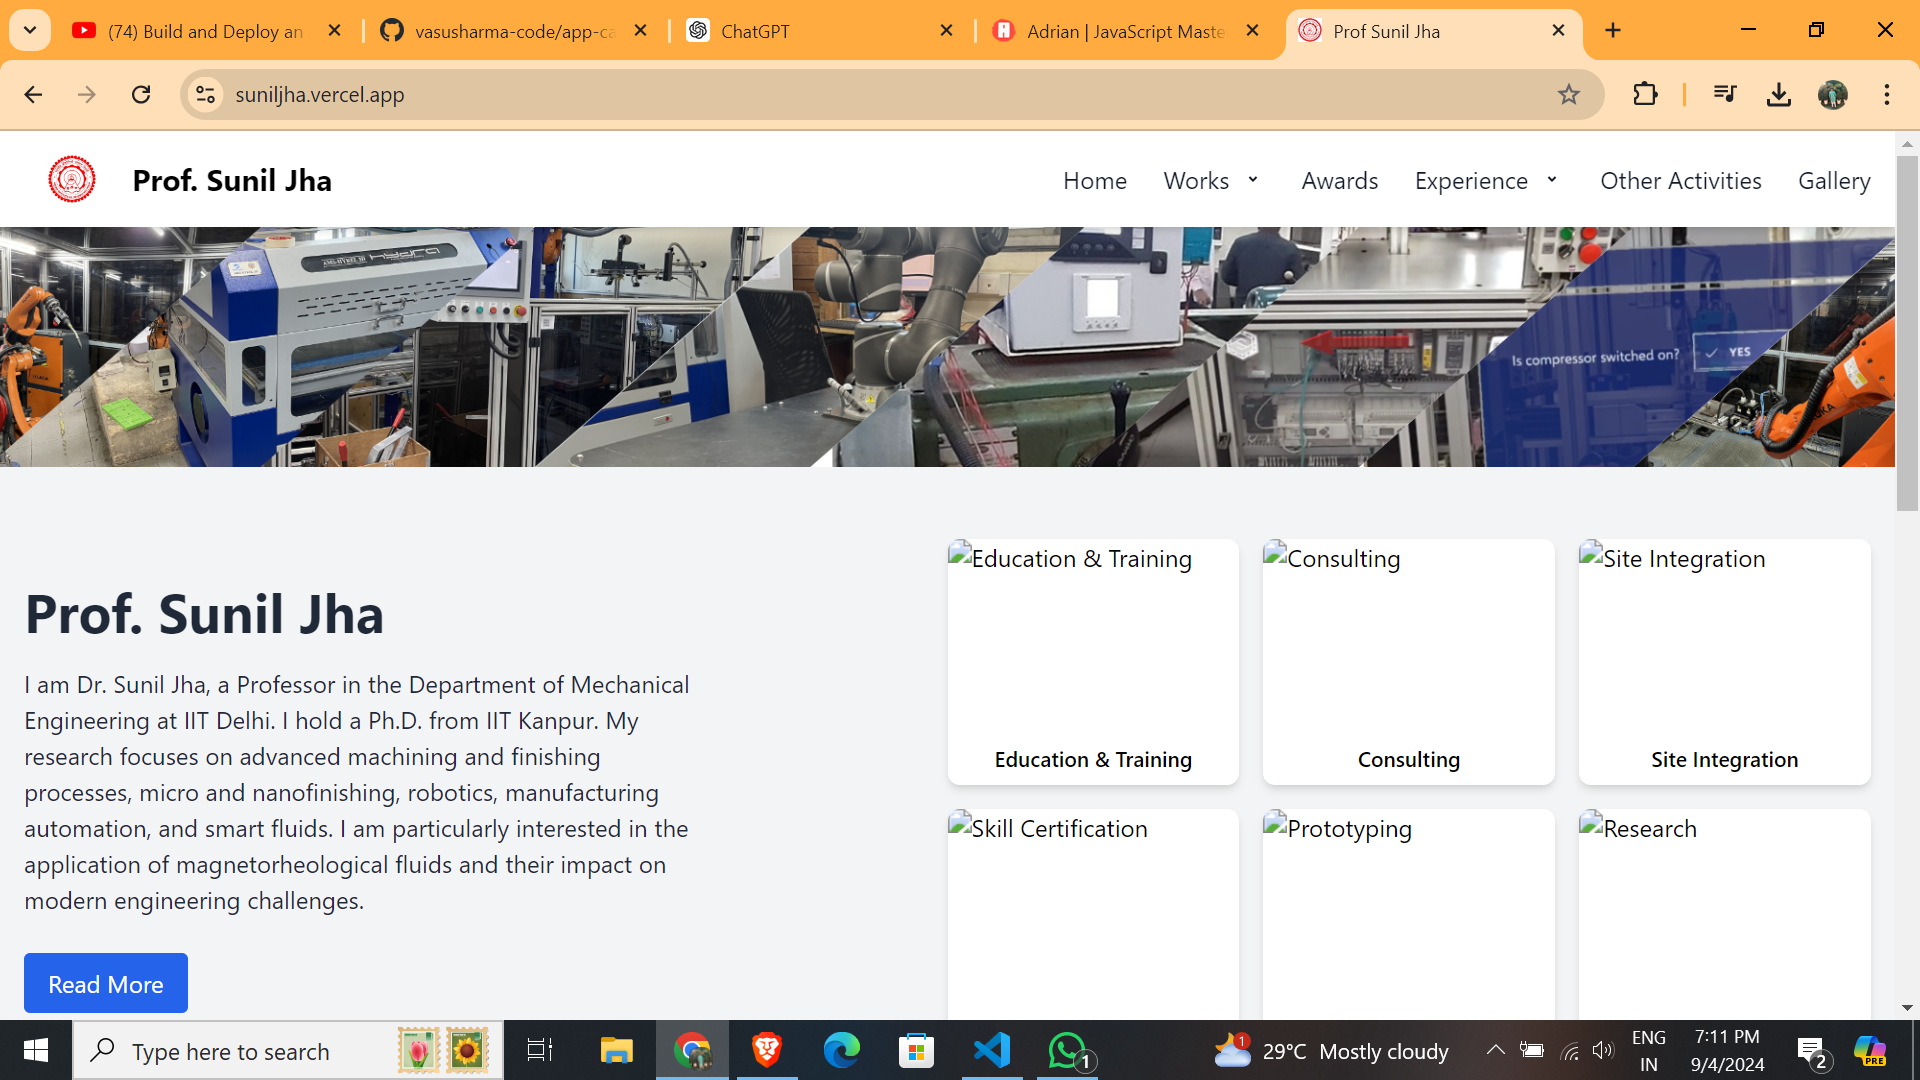 (74) Build and Deploy an
vasusharma-code/app-ca
ChatGPT
Adrian | JavaScript Maste
Prof Sunil Jha
suniljha.vercel.app
Prof. Sunil Jha
Home
Works
Awards
Experience
Other Activities
Gallery
HYDRA
Is compressor switched on?
YES
Prof. Sunil Jha
I am Dr. Sunil Jha, a Professor in the Department of Mechanical
Engineering at IIT Delhi. I hold a Ph.D. from IIT Kanpur. My
research focuses on advanced machining and finishing
processes, micro and nanofinishing, robotics, manufacturing
automation, and smart fluids. I am particularly interested in the
application of magnetorheological fluids and their impact on
modern engineering challenges.
Read More
Education & Training
Consulting
Site Integration
Education & Training
Consulting
Site Integration
Skill Certification
Prototyping
Research
Type here to search
1
1
29°C Mostly cloudy
ENG
IN
7:11 PM
9/4/2024
2
PRE